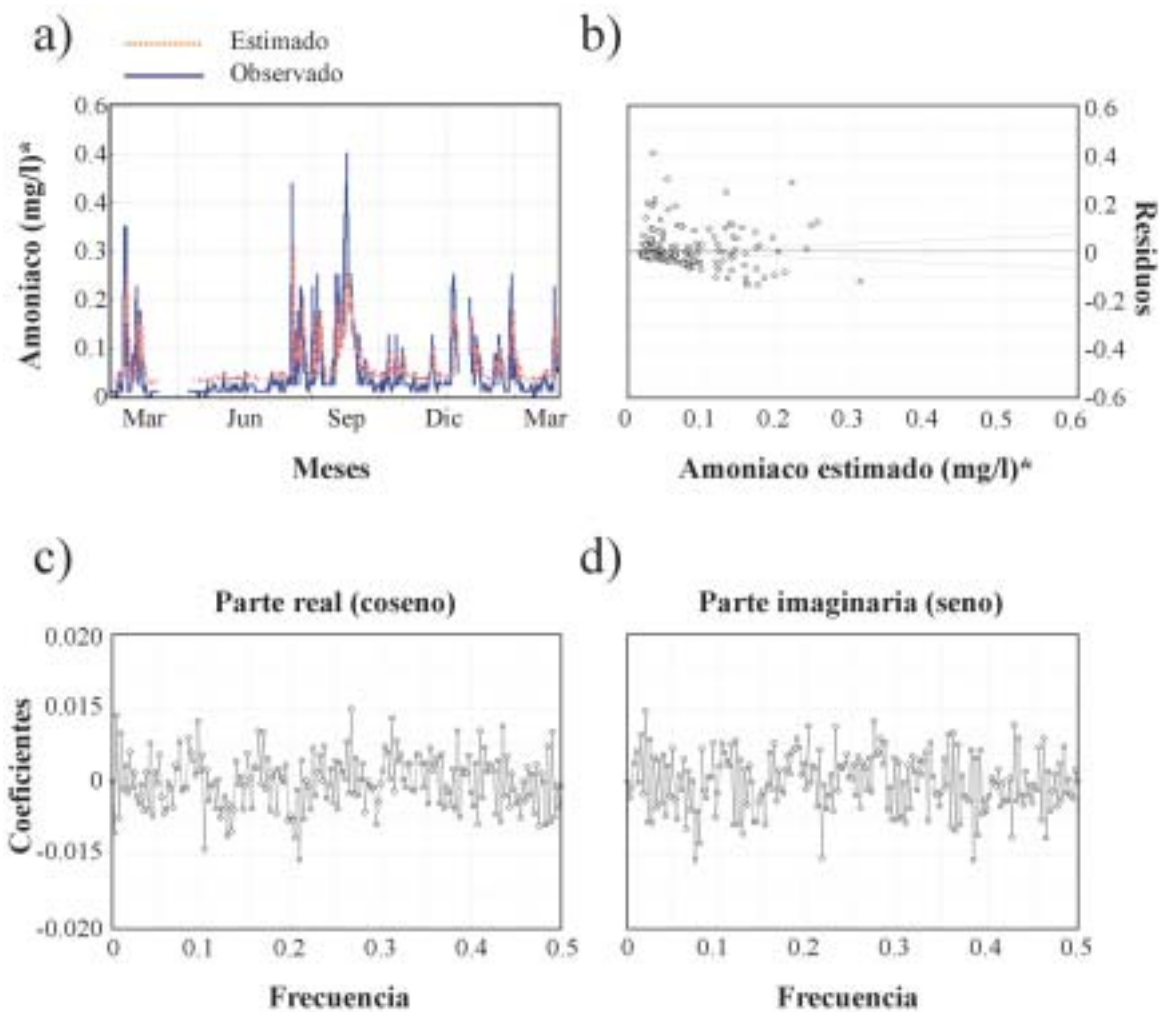 a)
Estimado
Observado
Amoniaco (mg/l)*
0.6
0.4
0.4
0.3
0.2
0.1
0
Mar Jun Sep Dic Mar
Meses
b)
0.6
0.4
0.2
0
-0.2
-0.4
-0.6
Residuos
0 0.1 0.2 0.3 0.4 0.5 0.6
Amoniaco estimado (mg/l)*
c)
Parte real (coseno)
Coeficientes
0.020
0.015
0
-0.015
-0.020
0 0.1 0.2 0.3 0.4 0.5
Frecuencia
d)
Parte imaginaria (seno)
0 0.1 0.2 0.3 0.4 0.5
Frecuencia